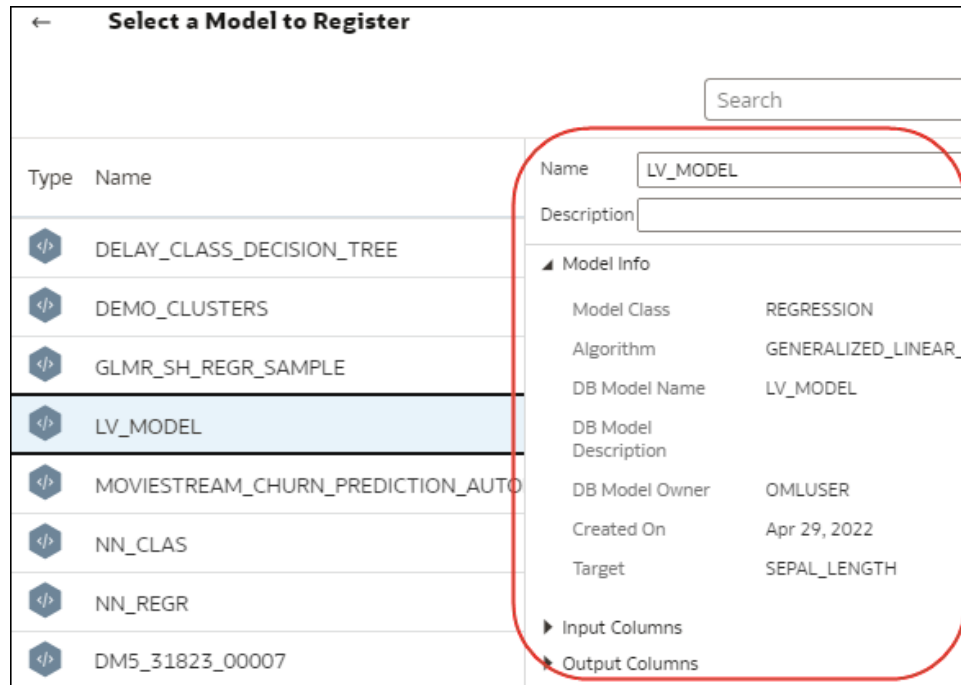 ← Select a Model to Register
Search
Type Name
DELAY_CLASS_DECISION_TREE
DEMO_CLUSTERS
GLMR_SH_REGR_SAMPLE
LV_MODEL
MOVIESTREAM_CHURN_PREDICTION_AUTO
NN_CLAS
NN_REGR
DM5_31823_00007
Name LV_MODEL
Description
Model Info
Model Class REGRESSION
Algorithm GENERALIZED_LINEAR_
DB Model Name LV_MODEL
DB Model
Description
DB Model Owner OMLUSER
Created On Apr 29, 2022
Target SEPAL_LENGTH
Input Columns
Output Columns